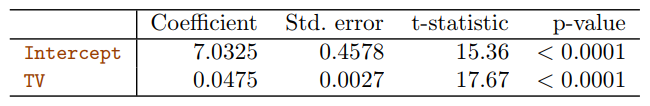 Coefficient Std. error t-statistic p-value
Intercept 7.0325 0.4578 15.36 < 0.0001
TV 0.0475 0.0027 17.67 < 0.0001